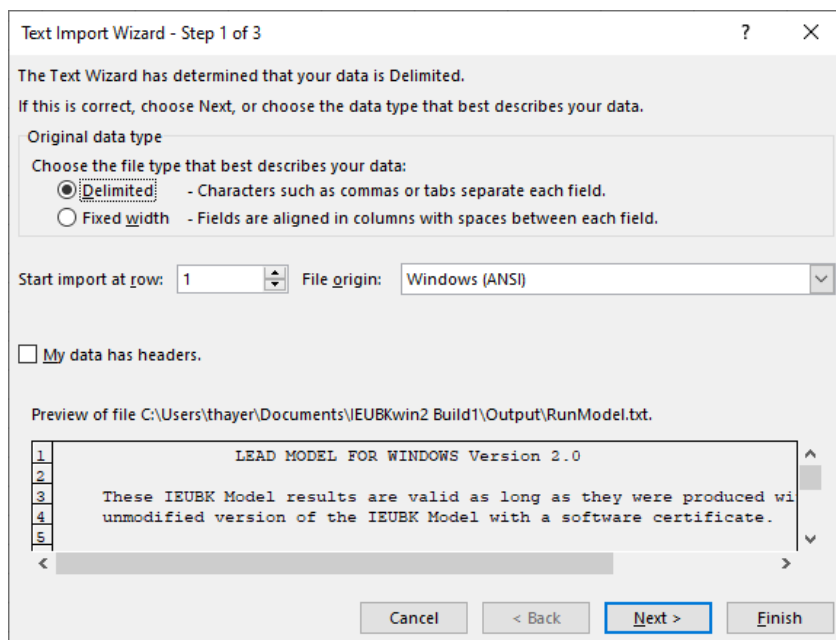 Text Import Wizard - Step 1 of 3 ?
The Text Wizard has determined that your data is Delimited.
If this is correct, choose Next, or choose the data type that best describes your data.
Original data type
Choose the file type that best describes your data:
Delimited - Characters such as commas or tabs separate each field.
Fixed width - Fields are aligned in columns with spaces between each field.
Start import at row: 1 File origin: Windows (ANSI)
My data has headers.
Preview of file C:\Users\thayer\Documents\IEUBKwin2 Build1\Output\RunModel.txt.
1 LEAD MODEL FOR WINDOWS Version 2.0
2
3 These IEUBK Model results are valid as long as they were produced wi
4 unmodified version of the IEUBK Model with a software certificate.
5
Cancel < Back Next > Finish